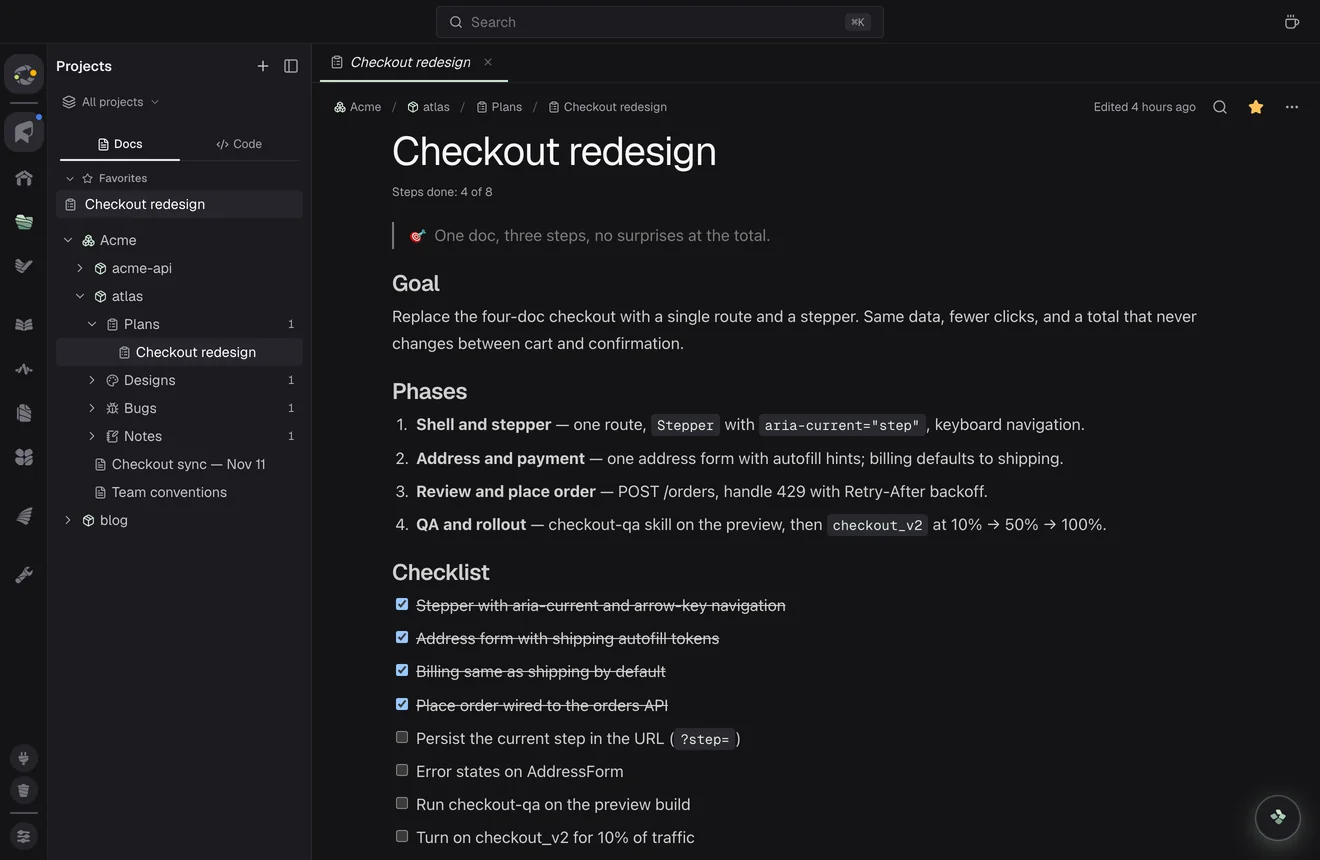 Search
⌘K
Projects
All projects
Docs
Code
Favorites
Checkout redesign
Acme
acme-api
atlas
Plans 1
Checkout redesign
Designs 1
Bugs 1
Notes 1
Checkout sync — Nov 11
Team conventions
blog
Checkout redesign
Acme / atlas / Plans / Checkout redesign
Edited 4 hours ago
Checkout redesign
Steps done: 4 of 8
One doc, three steps, no surprises at the total.
Goal
Replace the four-doc checkout with a single route and a stepper. Same data, fewer clicks, and a total that never
changes between cart and confirmation.
Phases
1. Shell and stepper — one route, Stepper with aria-current="step", keyboard navigation.
2. Address and payment — one address form with autofill hints; billing defaults to shipping.
3. Review and place order — POST /orders, handle 429 with Retry-After backoff.
4. QA and rollout — checkout-qa skill on the preview, then checkout_v2 at 10% → 50% → 100%.
Checklist
Stepper with aria-current and arrow-key navigation
Address form with shipping autofill tokens
Billing same as shipping by default
Place order wired to the orders API
Persist the current step in the URL (?step=)
Error states on AddressForm
Run checkout-qa on the preview build
Turn on checkout_v2 for 10% of traffic